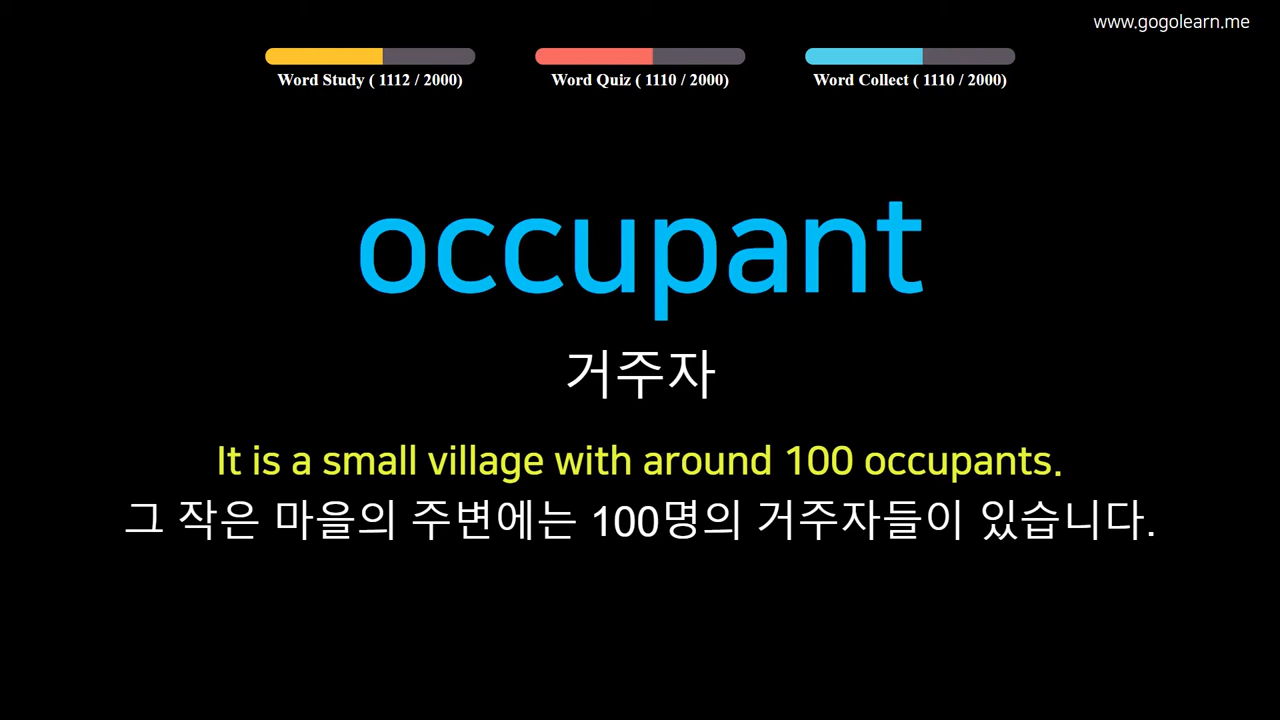 www.gogolearn.me
Word Study ( 1112 / 2000) Word Quiz ( 1110 / 2000) Word Collect ( 1110 / 2000)
occupant
거주자
It is a small village with around 100 occupants.
그 작은 마을의 주변에는 100명의 거주자들이 있습니다.